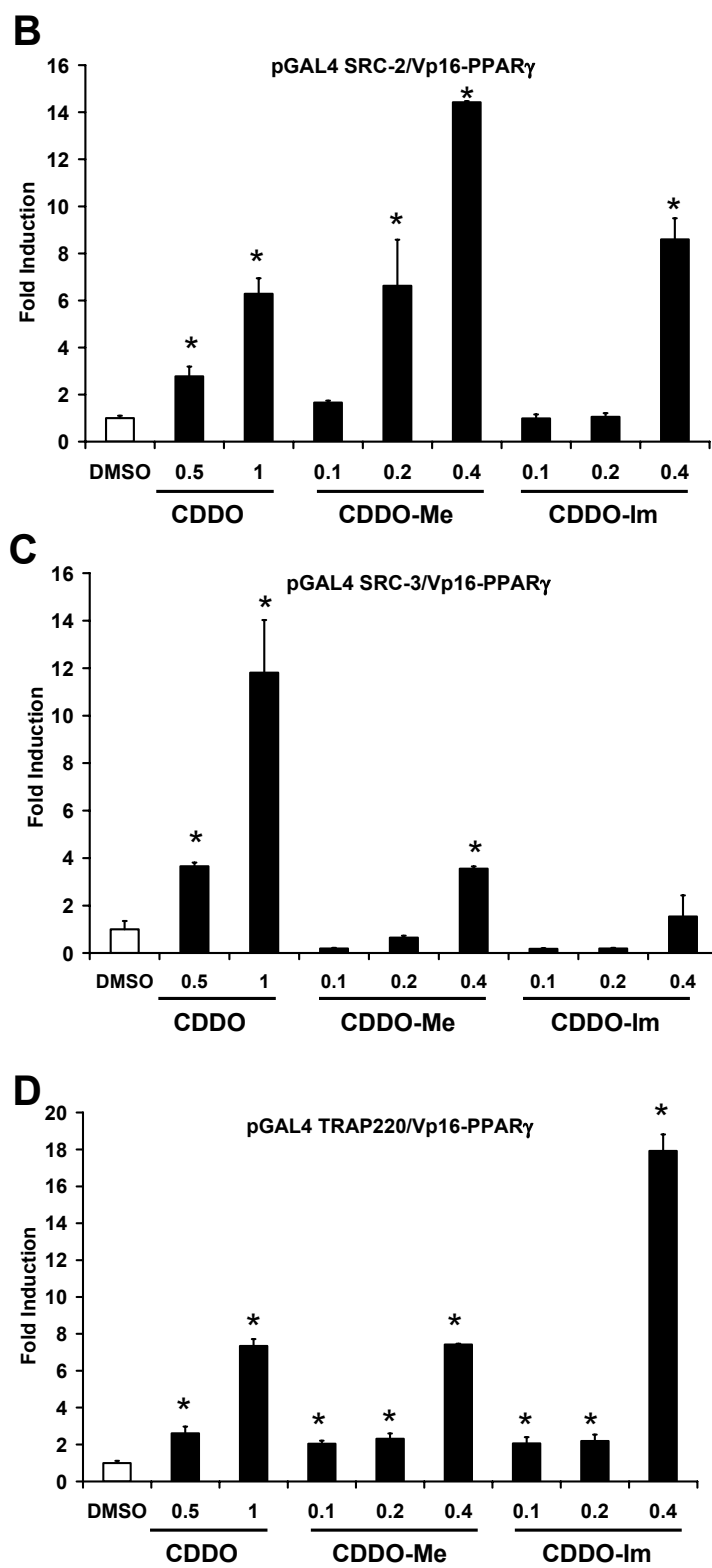 B
pGAL4 SRC-2/Vp16-PPARγ
16
14
12
10
8
6
4
2
0
Fold Induction
* * * * *
DMSO 0.5 1 0.1 0.2 0.4 0.1 0.2 0.4
CDDO CDDO-Me CDDO-Im
C
pGAL4 SRC-3/Vp16-PPARγ
16
14
12
10
8
6
4
2
0
Fold Induction
* * *
DMSO 0.5 1 0.1 0.2 0.4 0.1 0.2 0.4
CDDO CDDO-Me CDDO-Im
D
pGAL4 TRAP220/Vp16-PPARγ
20
18
16
14
12
10
8
6
4
2
0
Fold Induction
* * * * * * * *
DMSO 0.5 1 0.1 0.2 0.4 0.1 0.2 0.4
CDDO CDDO-Me CDDO-Im